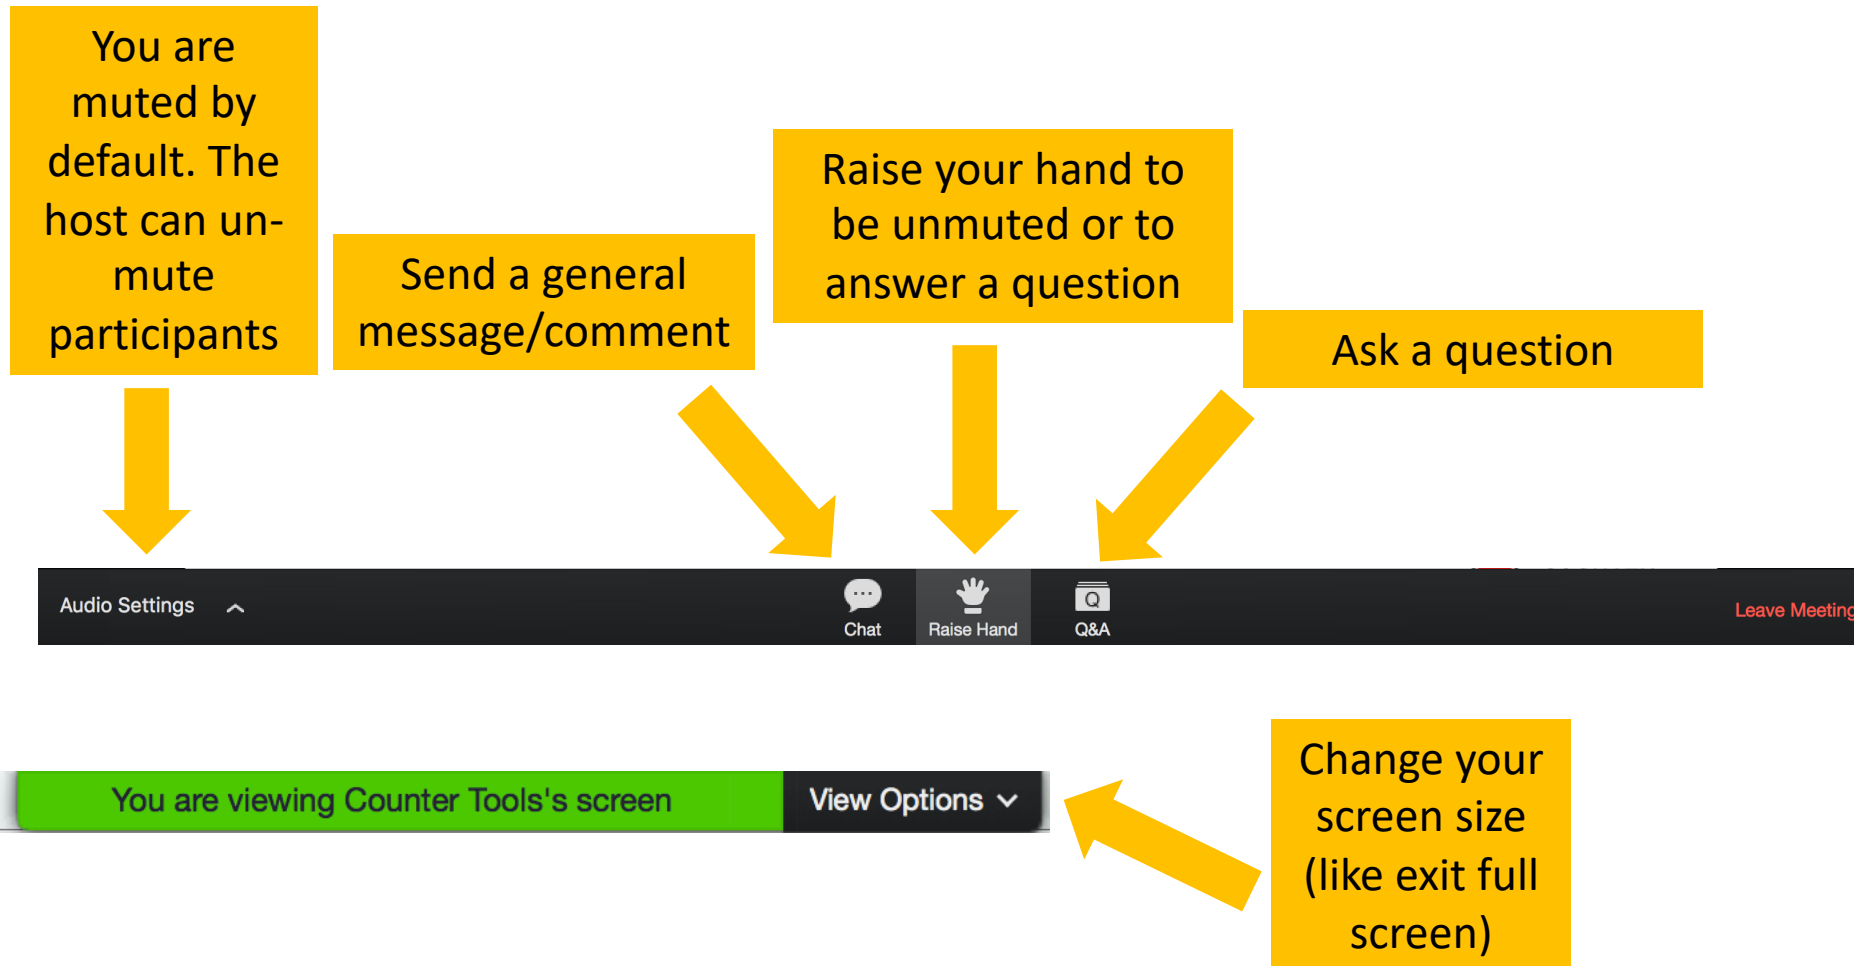 You are
muted by
default. The
host can un-
mute
participants
Send a general
message/comment
Raise your hand to
be unmuted or to
answer a question
Ask a question
Audio Settings
Chat
Raise Hand
Q
Q&A
Leave Meeting
You are viewing Counter Tools's screen
View Options
Change your
screen size
(like exit full
screen)